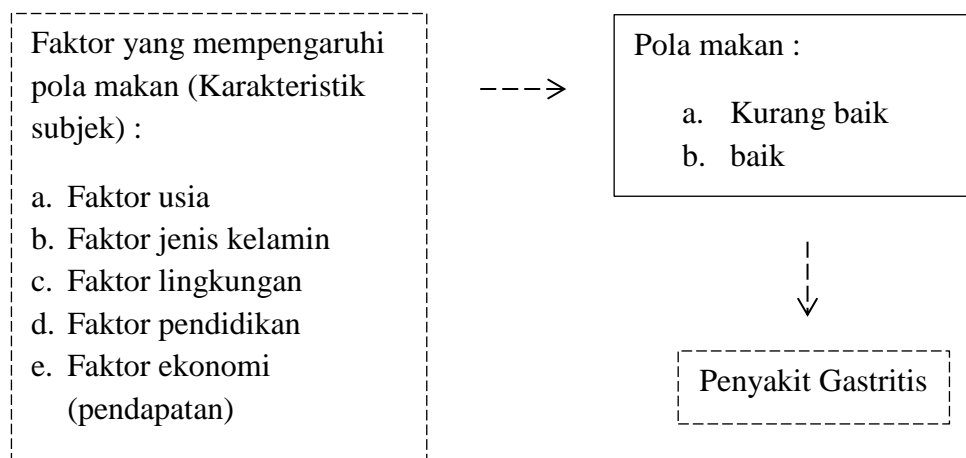 Faktor yang mempengaruhi
pola makan (Karakteristik
subjek) :
a. Faktor usia
b. Faktor jenis kelamin
c. Faktor lingkungan
d. Faktor pendidikan
e. Faktor ekonomi
(pendapatan)
Pola makan :
a. Kurang baik
b. baik
Penyakit Gastritis